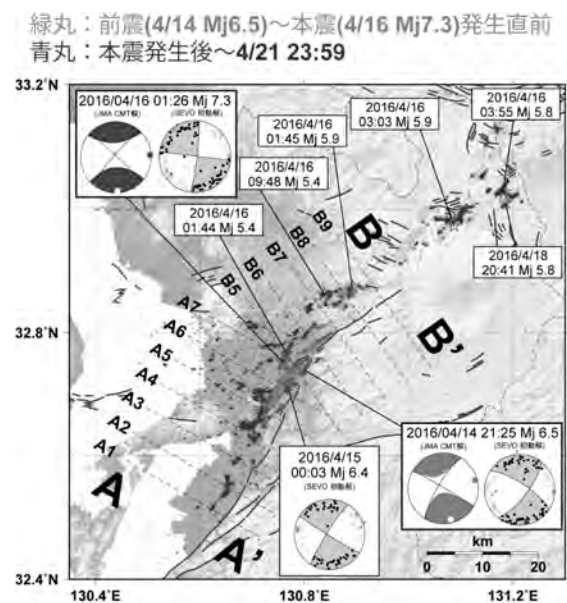 緑丸：前震(4/14 Mj6.5)～本震(4/16 Mj7.3)発生直前
青丸：本震発生後～4/21 23:59
33.2°N
2016/04/16 01:26 Mj 7.3
(JMA CMT解)
(SEVO 初動解)
2016/4/16
03:03 Mj 5.9
2016/4/16
03:55 Mj 5.8
2016/4/16
01:45 Mj 5.9
2016/4/16
09:48 Mj 5.4
2016/4/16
01:44 Mj 5.4
B9
B8
B7
B6
B5
B
2016/4/18
20:41 Mj 5.8
A7
32.8°N
A6
A5
A4
A3
A2
A1
B'
A
A'
2016/04/14 21:25 Mj 6.5
(JMA CMT解)
(SEVO 初動解)
2016/4/15
00:03 Mj 6.4
(SEVO 初動解)
km
0 10 20
32.4°N
130.4°E
130.8°E
131.2°E